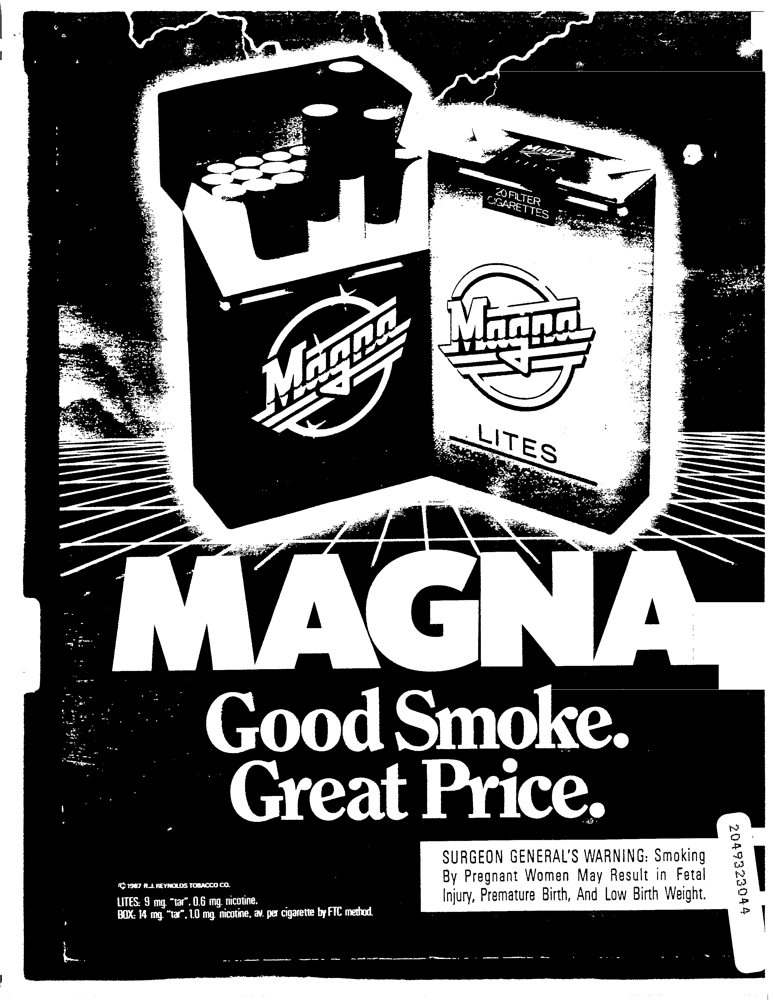 Magna
20 FILTER
CIGARETTES
Magna
Magna
LITES
MAGNA
Good Smoke.
Great Price.
SURGEON GENERAL'S WARNING: Smoking
By Pregnant Women May Result in Fetal
Injury, Premature Birth, And Low Birth Weight.
2049323044
© 1987 R.J. REYNOLDS TOBACCO CO.
LITES: 9 mg. "tar", 0.6 mg. nicotine.
BOX: 14 mg. "tar", 1.0 mg. nicotine, av. per cigarette by FTC method.